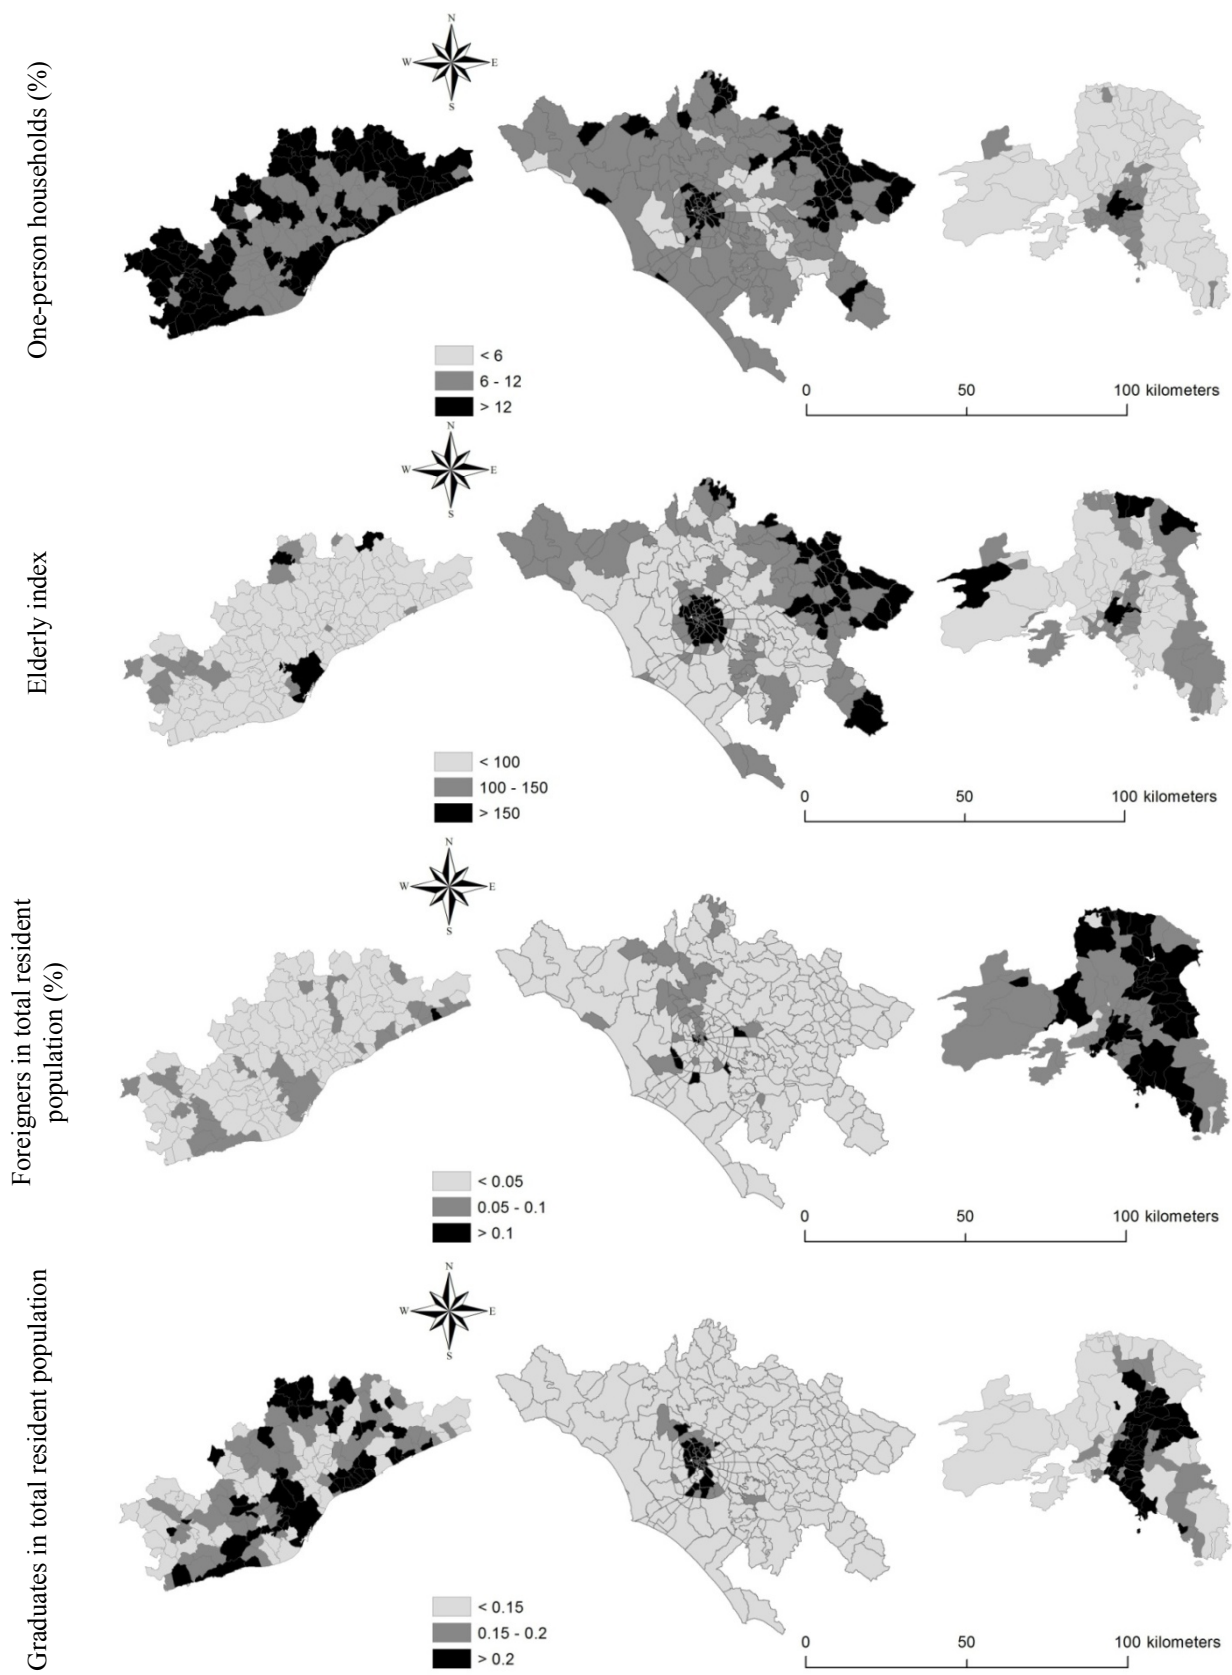 One-person households (%)
N
W E
S
< 6
6 - 12
> 12
0 50 100 kilometers
Elderly index
N
W E
S
< 100
100 - 150
> 150
0 50 100 kilometers
Foreigners in total resident
population (%)
N
W E
S
< 0.05
0.05 - 0.1
> 0.1
0 50 100 kilometers
Graduates in total resident population
N
W E
S
< 0.15
0.15 - 0.2
> 0.2
0 50 100 kilometers